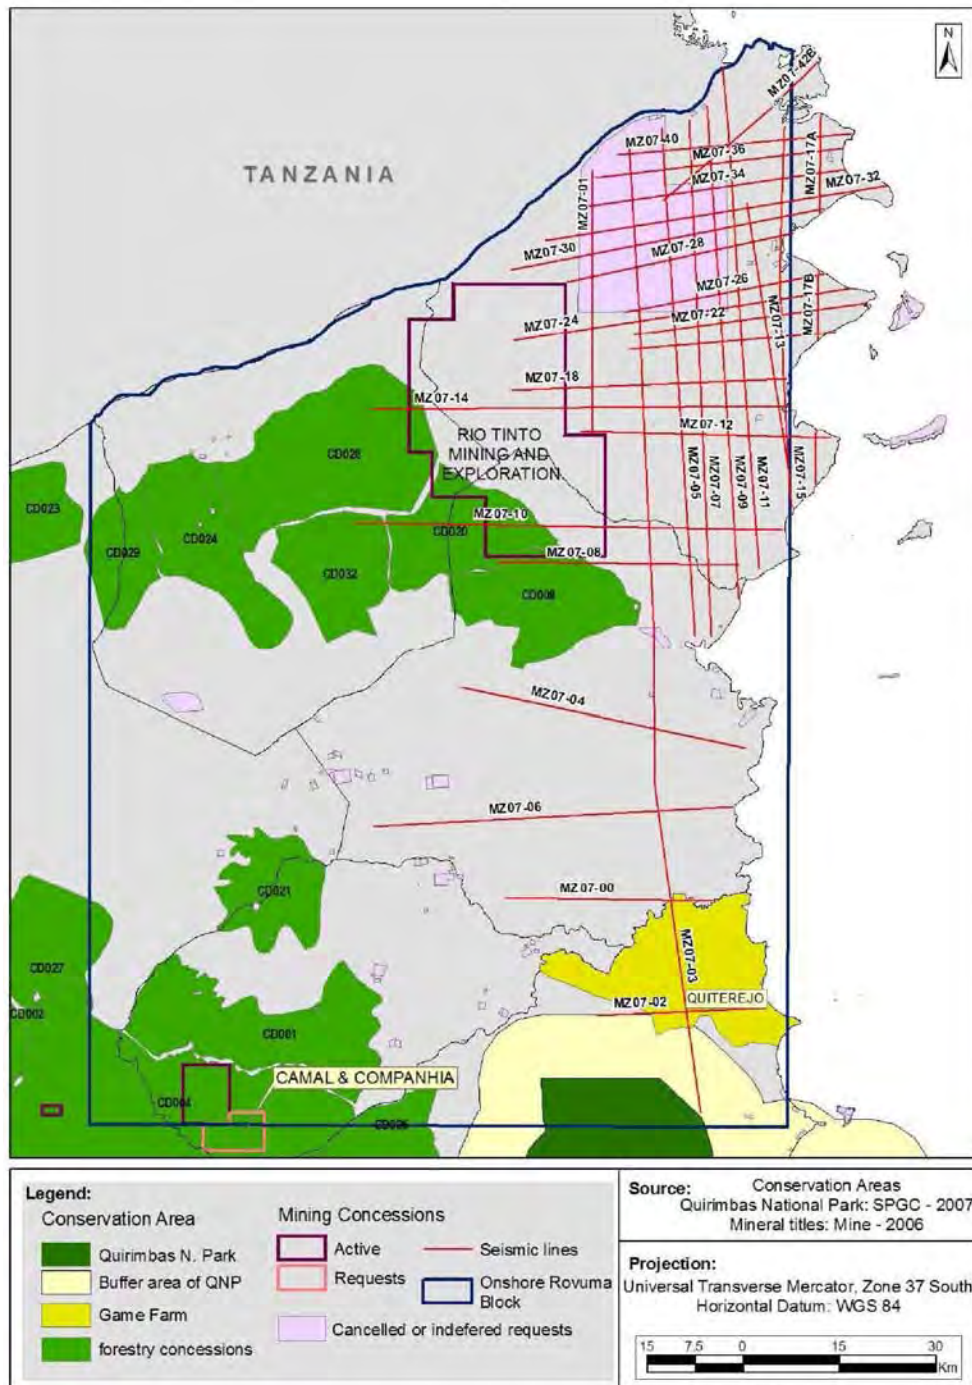 N
TANZANIA
MZ07-42B
MZ07-40
MZ07-36
MZ07-17A
MZ07-34
MZ07-32
MZ07-01
MZ07-30
MZ07-28
MZ07-26
MZ07-17B
MZ07-24
MZ07-22
MZ07-13
MZ07-18
MZ07-14
MZ07-12
RIO TINTO
MINING AND
EXPLORATION
MZ07-05
MZ07-07
MZ07-09
MZ07-11
MZ07-15
CD023
CD024
CD029
CD032
CD020
MZ07-10
MZ07-08
CD008
MZ07-04
MZ07-06
CD021
MZ07-00
MZ07-03
CD027
CD002
QUITEREJO
MZ07-02
CD001
CAMAL & COMPANHIA
CD004
Legend:
Conservation Area
Quirimbas N. Park
Buffer area of QNP
Game Farm
forestry concessions
Mining Concessions
Active
Requests
Cancelled or indefered requests
Seismic lines
Onshore Rovuma
Block
Source: Conservation Areas
Quirimbas National Park: SPGC - 2007
Mineral titles: Mine - 2006
Projection:
Universal Transverse Mercator, Zone 37 South
Horizontal Datum: WGS 84
15 7.5 0 15 30
Km